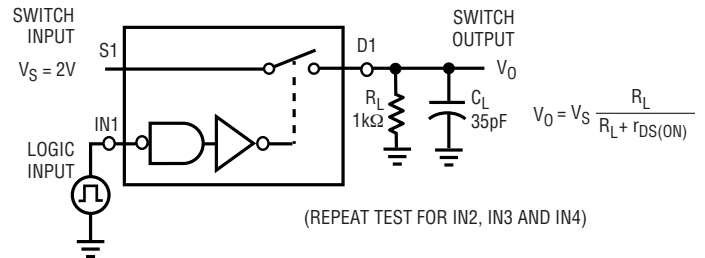 SWITCH
INPUT
V_S = 2V
S1
D1
SWITCH
OUTPUT
V_O
R_L
1kΩ
C_L
35pF
V_O = V_S R_L / (R_L + r_DS(ON))
IN1
LOGIC
INPUT
(REPEAT TEST FOR IN2, IN3 AND IN4)